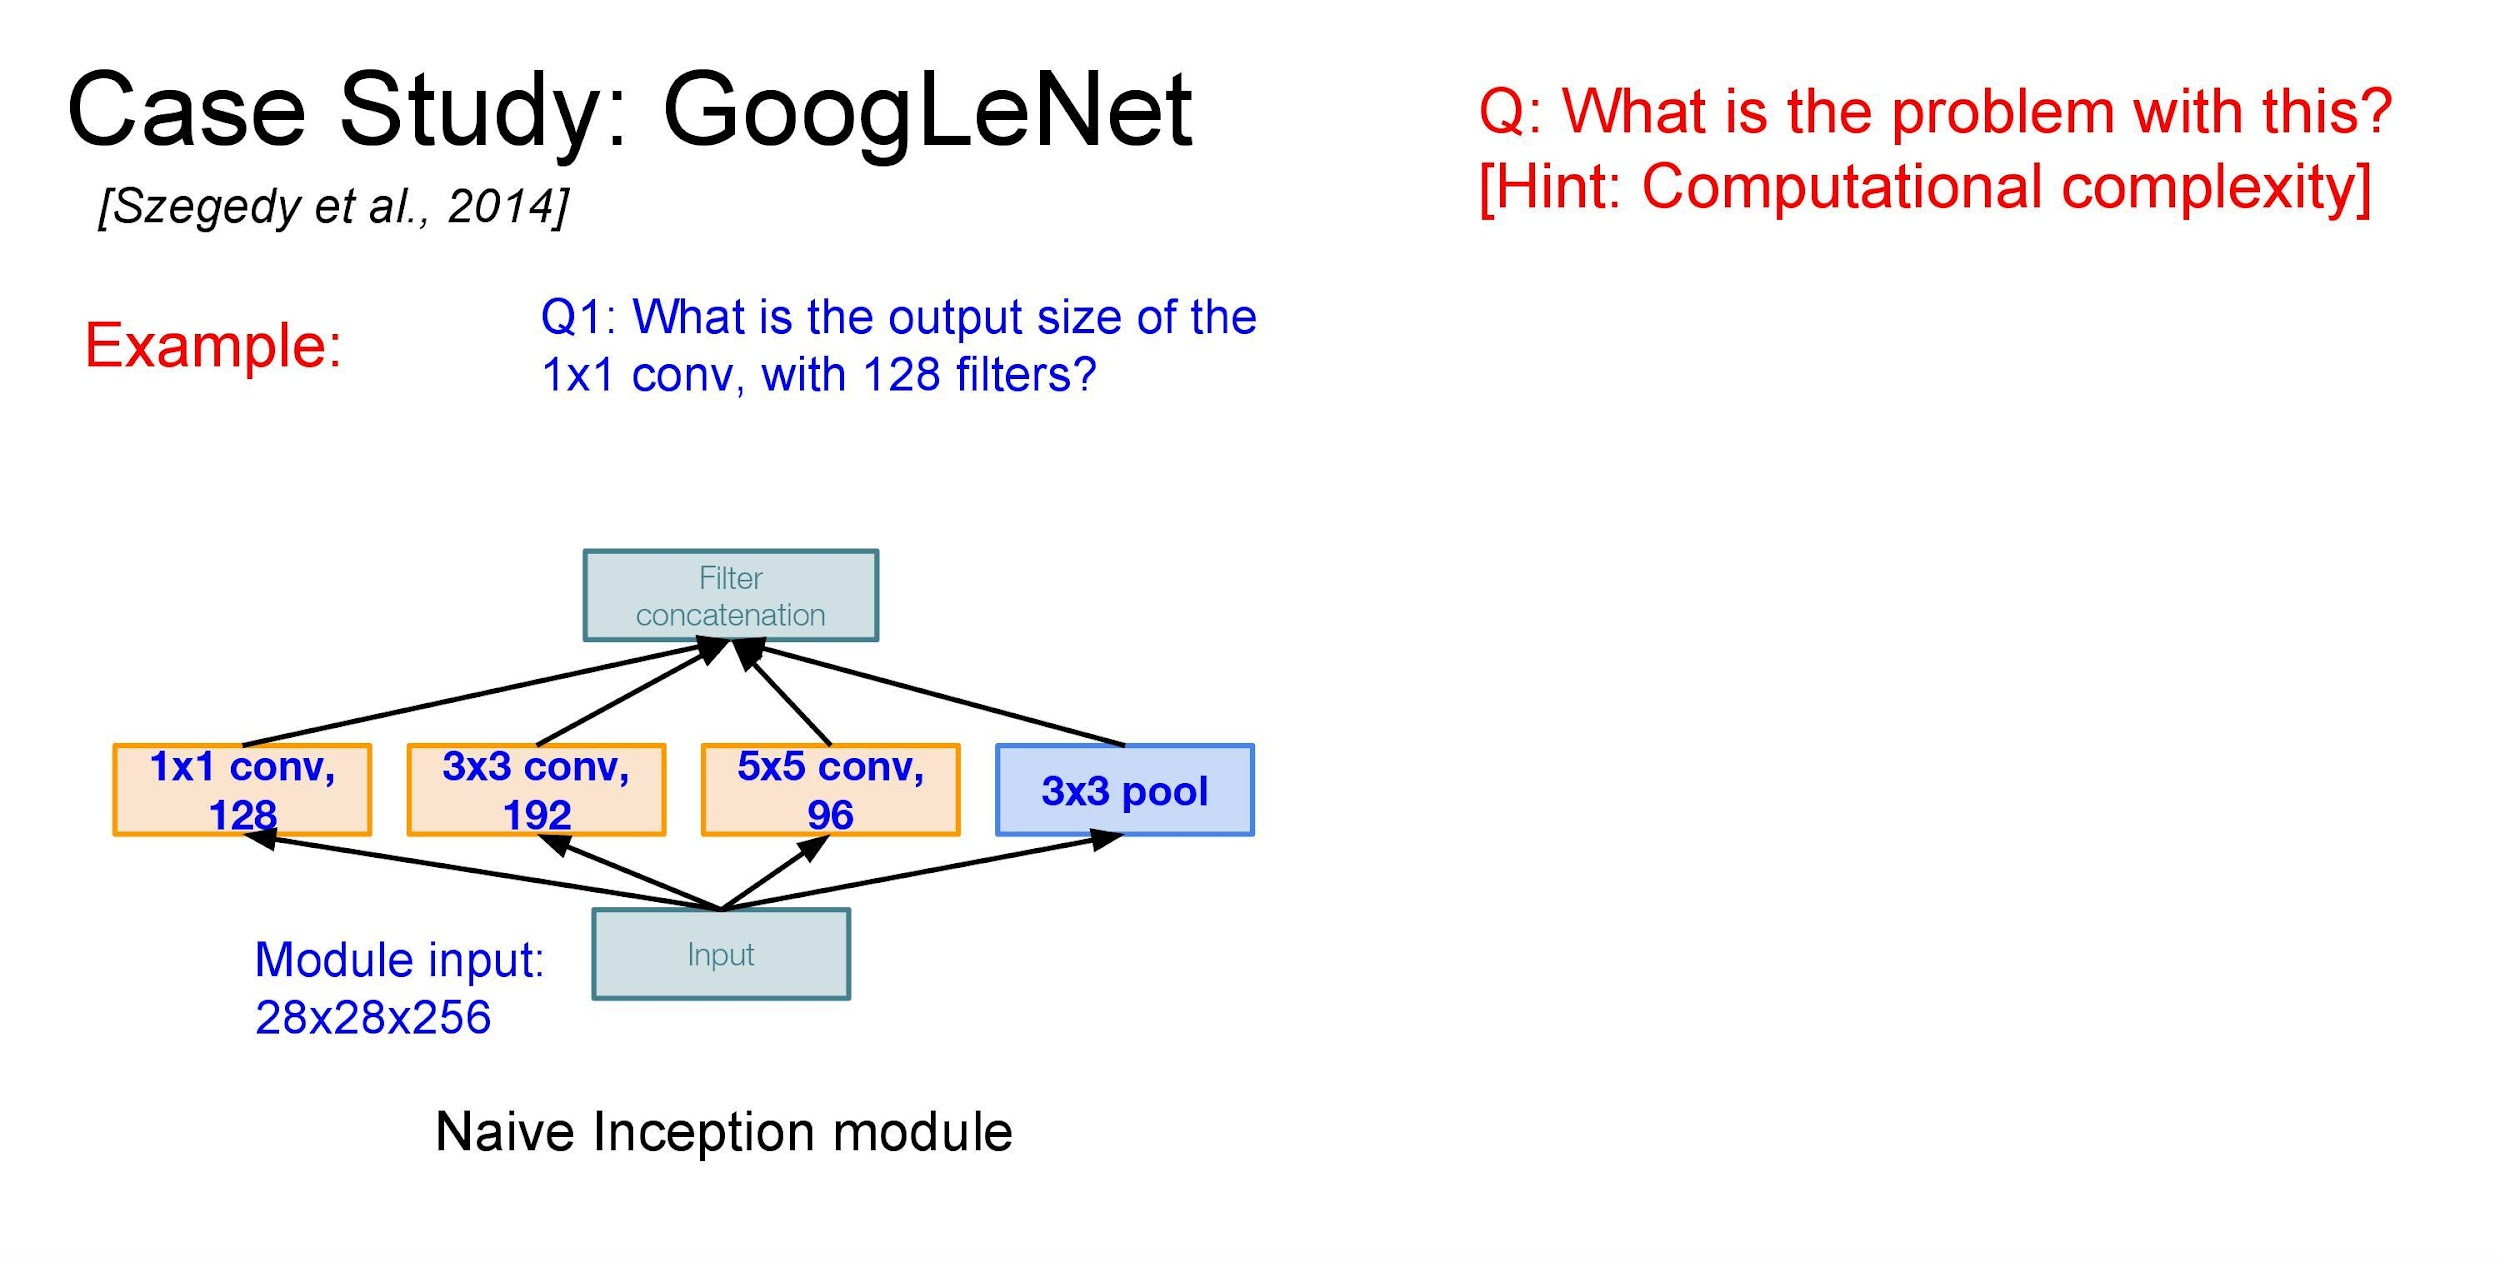 Case Study: GoogLeNet
[Szegedy et al., 2014]
Q: What is the problem with this?
[Hint: Computational complexity]
Example:
Q1: What is the output size of the
1x1 conv, with 128 filters?
Filter
concatenation
1x1 conv,
128
3x3 conv,
192
5x5 conv,
96
3x3 pool
Input
Module input:
28x28x256
Naive Inception module